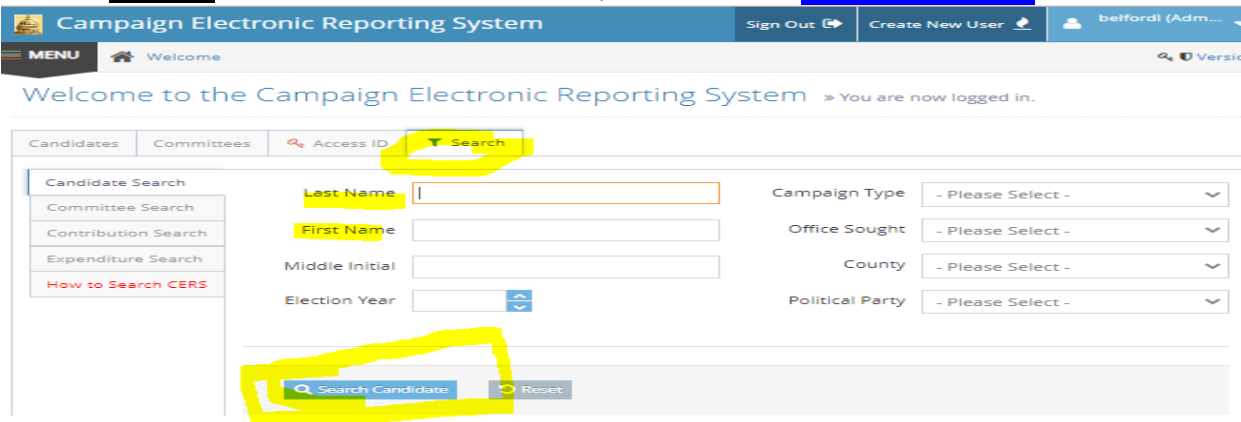 Campaign Electronic Reporting System
Sign Out
Create New User
belfordl (Adm...
MENU
Welcome
Versio
Welcome to the Campaign Electronic Reporting System » You are now logged in.
Candidates
Committees
Access ID
Search
Candidate Search
Committee Search
Contribution Search
Expenditure Search
How to Search CERS
Last Name
Campaign Type - Please Select -
First Name
Office Sought - Please Select -
Middle Initial
County - Please Select -
Election Year
Political Party - Please Select -
Search Candidate
Reset